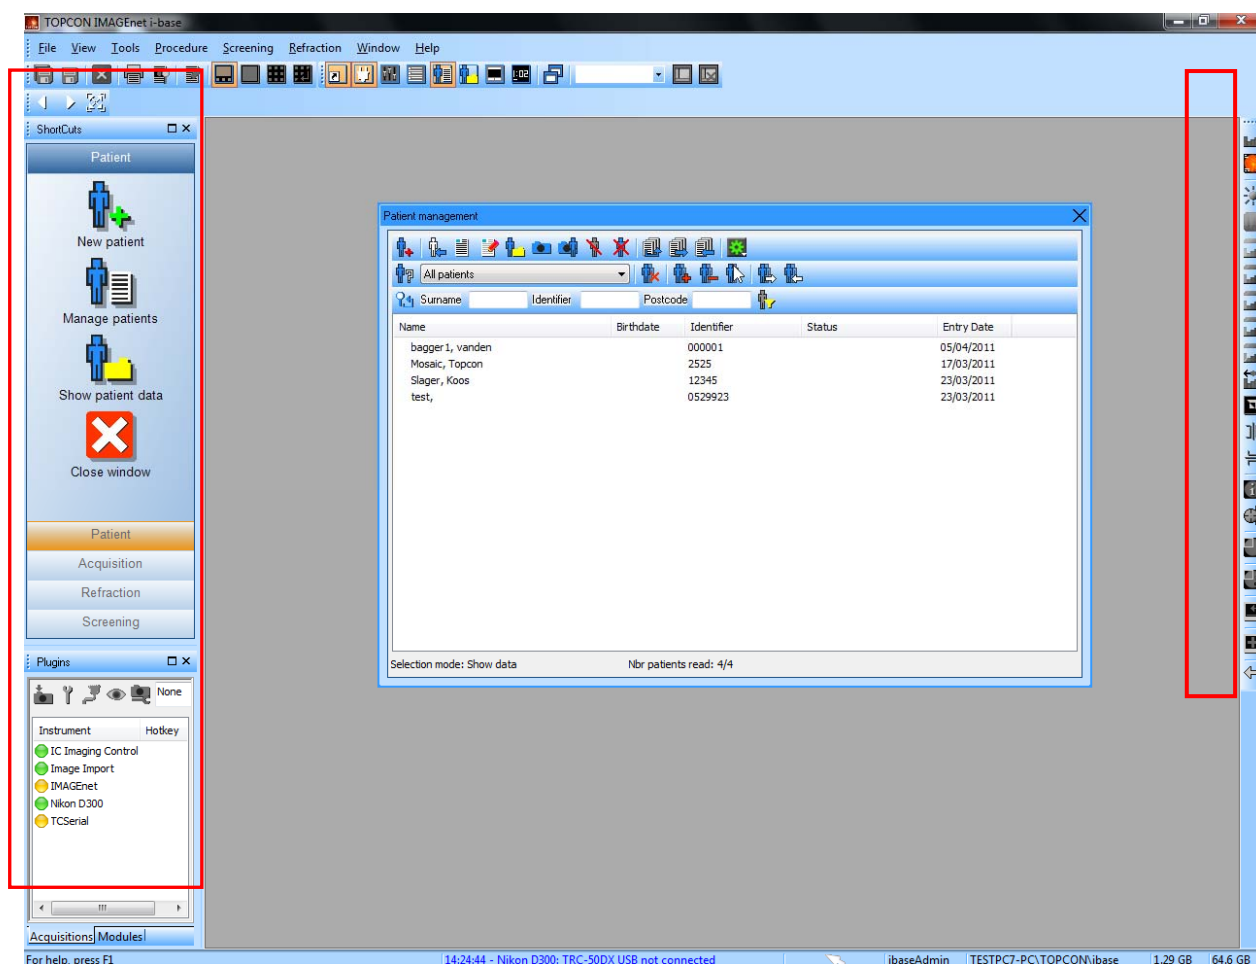 TOPCON IMAGEnet i-base
File View Tools Procedure Screening Refraction Window Help
1:02
ShortCuts
Patient
New patient
Manage patients
Show patient data
Close window
Patient
Acquisition
Refraction
Screening
Plugins
None
Instrument Hotkey
IC Imaging Control
Image Import
IMAGEnet
Nikon D300
TCSerial
Acquisitions Modules
Patient management
All patients
Surname Identifier Postcode
Name Birthdate Identifier Status Entry Date
bagger1, vanden 000001 05/04/2011
Mosaic, Topcon 2525 17/03/2011
Slager, Koos 12345 23/03/2011
test, 0529923 23/03/2011
Selection mode: Show data Nbr patients read: 4/4
For help, press F1 14:24:44 - Nikon D300: TRC-50DX USB not connected ibaseAdmin TESTPC7-PC\TOPCON\ibase 1.29 GB 64.6 GB